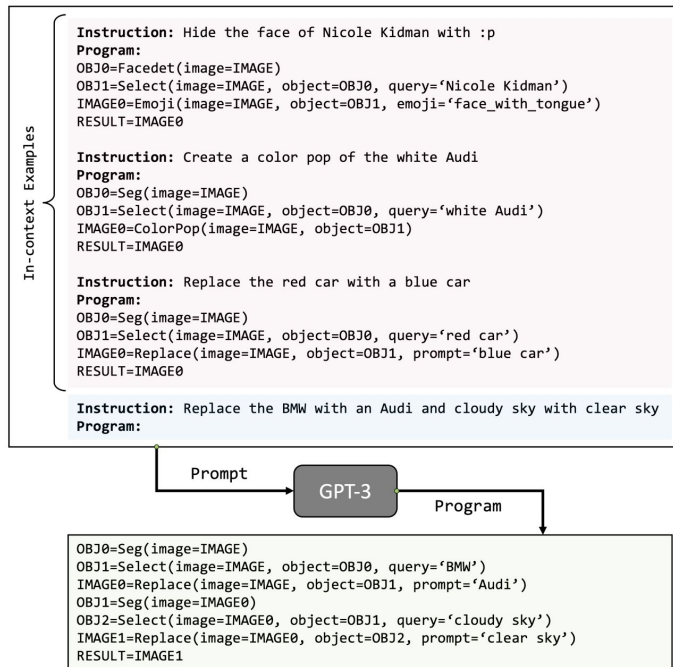 In-context Examples
Instruction: Hide the face of Nicole Kidman with :p
Program:
OBJ0=Facedet(image=IMAGE)
OBJ1=Select(image=IMAGE, object=OBJ0, query=‘Nicole Kidman’)
IMAGE0=Emoji(image=IMAGE, object=OBJ1, emoji=‘face_with_tongue’)
RESULT=IMAGE0
Instruction: Create a color pop of the white Audi
Program:
OBJ0=Seg(image=IMAGE)
OBJ1=Select(image=IMAGE, object=OBJ0, query=‘white Audi’)
IMAGE0=ColorPop(image=IMAGE, object=OBJ1)
RESULT=IMAGE0
Instruction: Replace the red car with a blue car
Program:
OBJ0=Seg(image=IMAGE)
OBJ1=Select(image=IMAGE, object=OBJ0, query=‘red car’)
IMAGE0=Replace(image=IMAGE, object=OBJ1, prompt=‘blue car’)
RESULT=IMAGE0
Instruction: Replace the BMW with an Audi and cloudy sky with clear sky
Program:
Prompt
GPT-3
Program
OBJ0=Seg(image=IMAGE)
OBJ1=Select(image=IMAGE, object=OBJ0, query=‘BMW’)
IMAGE0=Replace(image=IMAGE, object=OBJ1, prompt=‘Audi’)
OBJ1=Seg(image=IMAGE0)
OBJ2=Select(image=IMAGE0, object=OBJ1, query=‘cloudy sky’)
IMAGE1=Replace(image=IMAGE0, object=OBJ2, prompt=‘clear sky’)
RESULT=IMAGE1